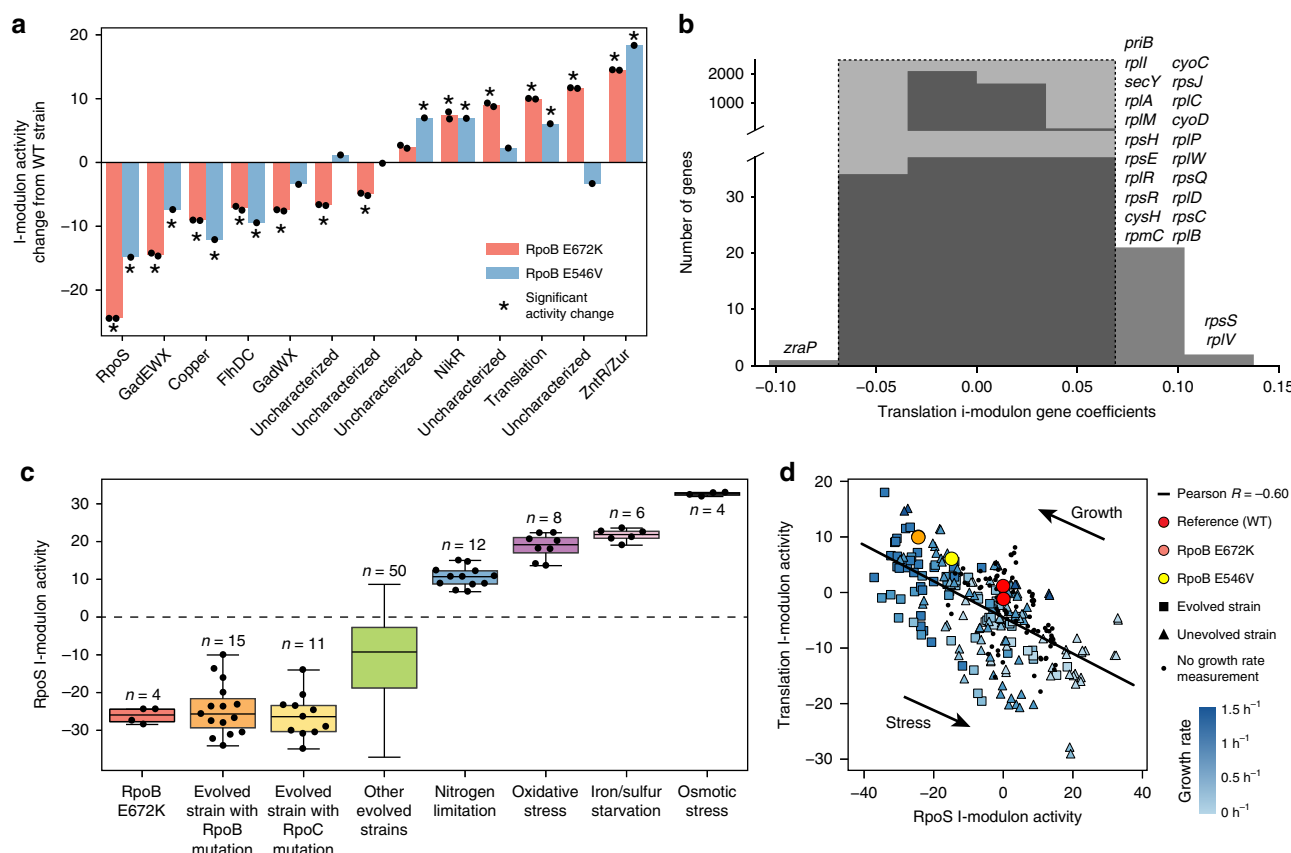 a
I-modulon activity
change from WT strain
20
10
0
−10
−20
RpoB E672K
RpoB E546V
* Significant
activity change
RpoS
GadEWX
Copper
FlhDC
GadWX
Uncharacterized
Uncharacterized
Uncharacterized
NikR
Uncharacterized
Translation
Uncharacterized
ZntR/Zur
b
Number of genes
2000
1000
30
20
10
0
priB
rplI cyoC
secY rpsJ
rplA rplC
rplM cyoD
rpsH rplP
rpsE rplW
rplR rpsQ
rpsR rplD
cysH rpsC
rpmC rplB
zraP
rpsS
rplV
−0.10 −0.05 0.00 0.05 0.10 0.15
Translation i-modulon gene coefficients
c
RpoS I-modulon activity
30
20
10
0
−10
−20
−30
n = 4
n = 15
n = 11
n = 50
n = 12
n = 8
n = 6
n = 4
RpoB
E672K
Evolved
strain with
RpoB
mutation
Evolved
strain with
RpoC
mutation
Other
evolved
strains
Nitrogen
limitation
Oxidative
stress
Iron/sulfur
starvation
Osmotic
stress
d
Translation I-modulon activity
20
10
0
−10
−20
−30
Growth
Stress
−40 −20 0 20 40
RpoS I-modulon activity
Pearson R = −0.60
Reference (WT)
RpoB E672K
RpoB E546V
Evolved strain
Unevolved strain
No growth rate
measurement
Growth rate
1.5 h⁻¹
1 h⁻¹
0.5 h⁻¹
0 h⁻¹